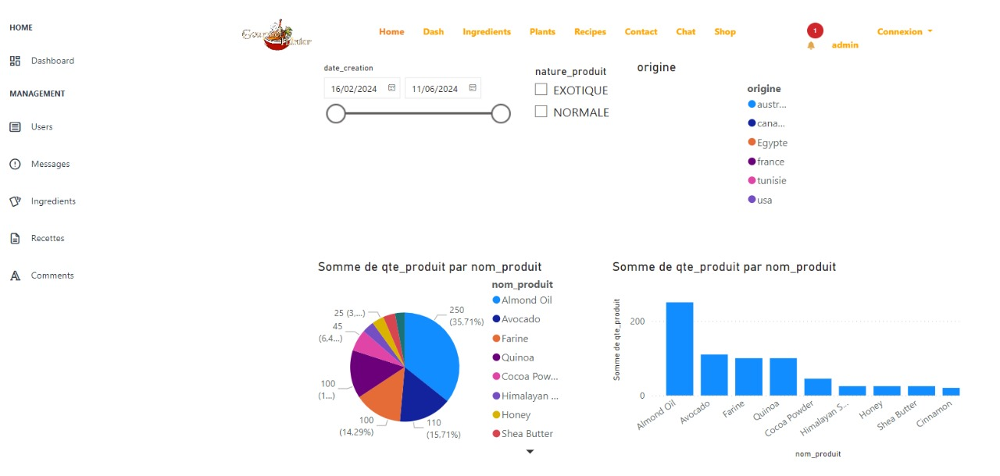 HOME
Dashboard
MANAGEMENT
Users
Messages
Ingredients
Recettes
Comments
Home Dash Ingredients Plants Recipes Contact Chat Shop
1
admin
Connexion
date_creation
16/02/2024 11/06/2024
nature_produit
EXOTIQUE
NORMALE
origine
origine
austr...
cana...
Egypte
france
tunisie
usa
Somme de qte_produit par nom_produit
25 (3,...)
45
(6,4...)
100
(1...)
100
(14,29%)
110
(15,71%)
250
(35,71%)
nom_produit
Almond Oil
Avocado
Farine
Quinoa
Cocoa Pow...
Himalayan ...
Honey
Shea Butter
Somme de qte_produit par nom_produit
Somme de qte_produit
200
0
Almond Oil
Avocado
Farine
Quinoa
Cocoa Powder
Himalayan S...
Honey
Shea Butter
Cinnamon
nom_produit